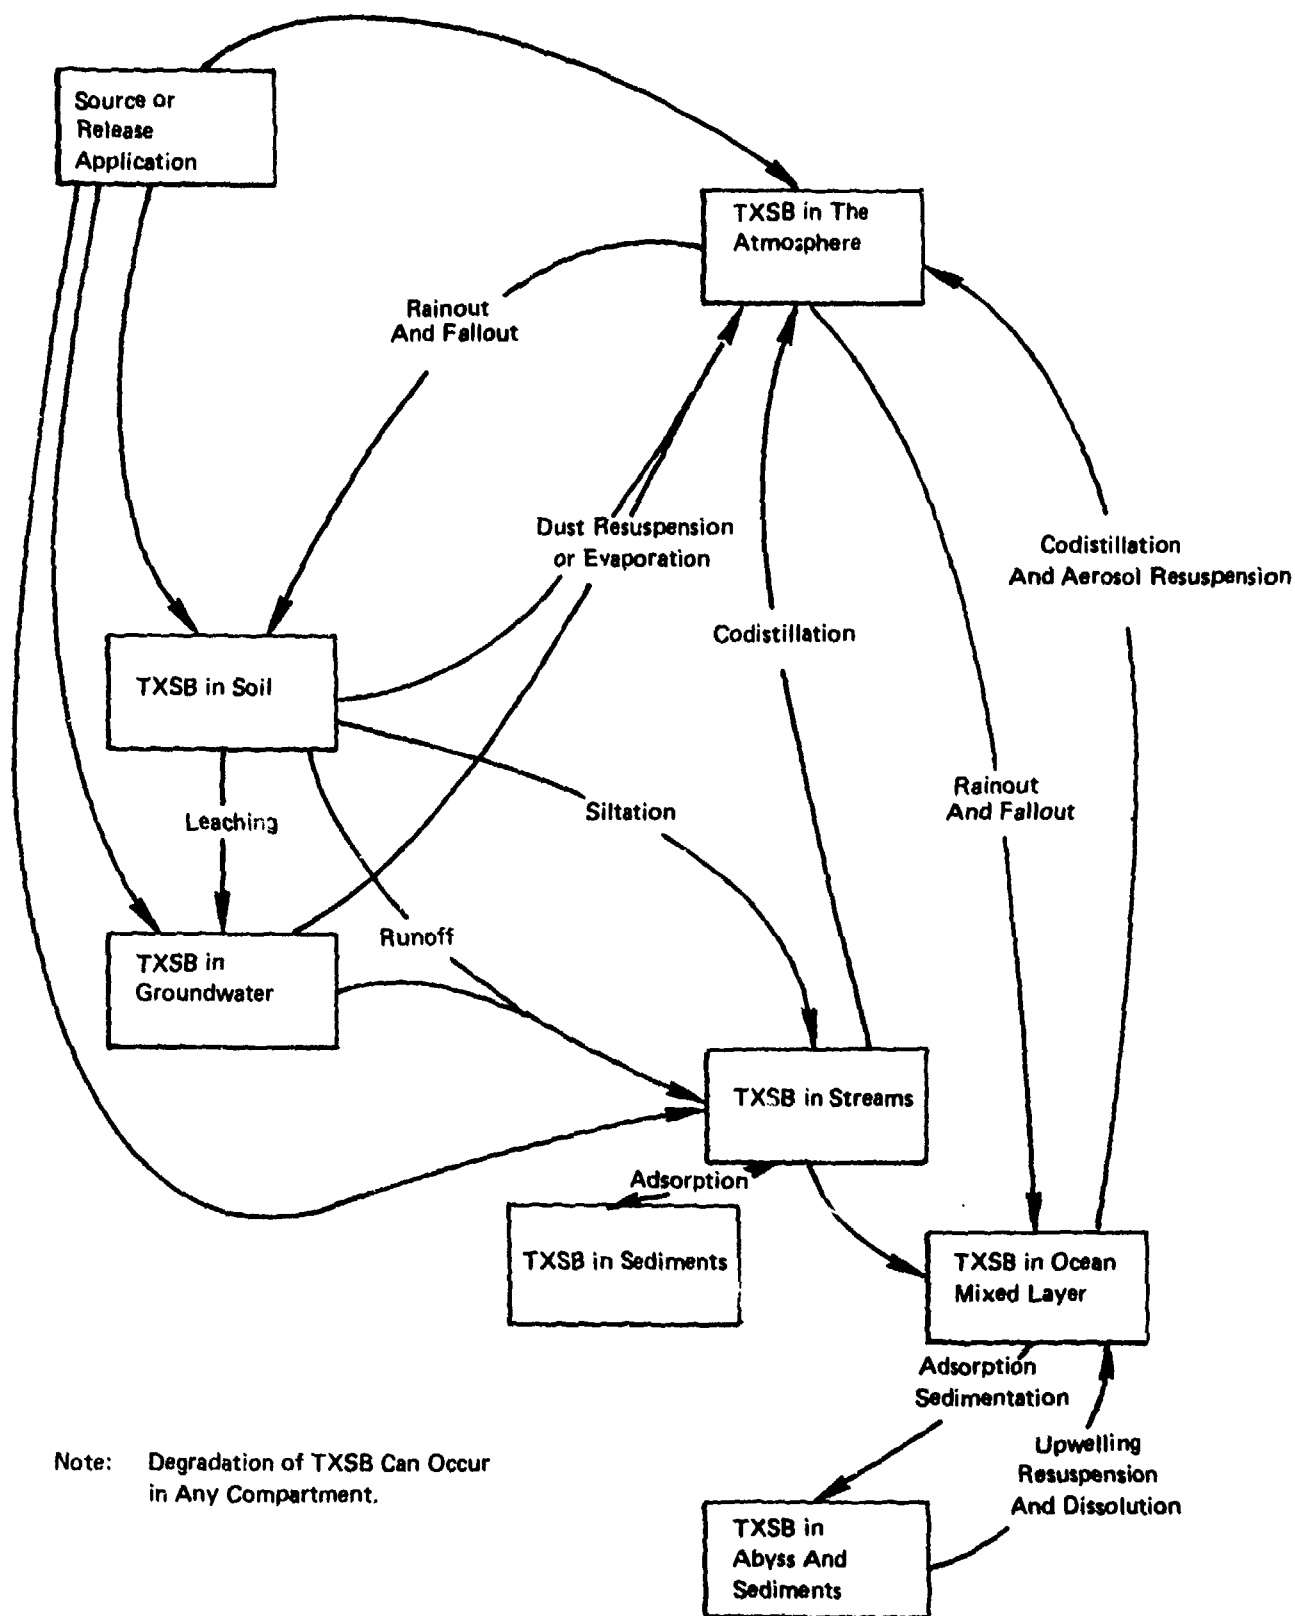 Source or
Release
Application
TXSB in The
Atmosphere
Rainout
And Fallout
Dust Resuspension
or Evaporation
Codistillation
And Aerosol Resuspension
Codistillation
TXSB in Soil
Rainout
And Fallout
Siltation
Leaching
Runoff
TXSB in
Groundwater
TXSB in Streams
Adsorption
TXSB in Sediments
TXSB in Ocean
Mixed Layer
Adsorption
Sedimentation
Upwelling
Resuspension
And Dissolution
Note: Degradation of TXSB Can Occur
in Any Compartment.
TXSB in
Abyss And
Sediments